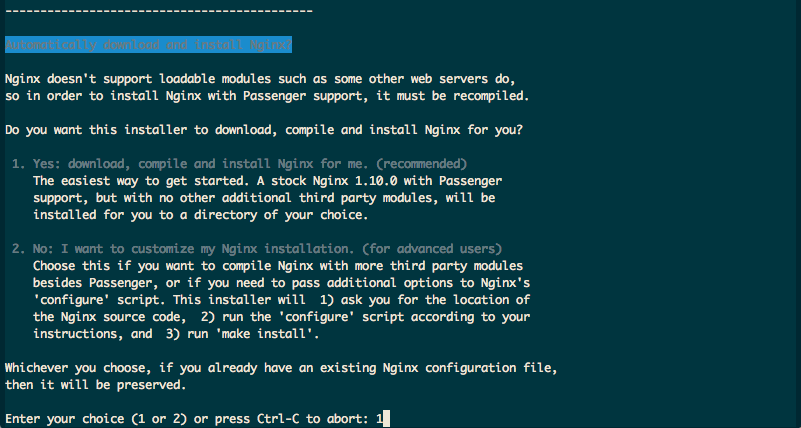 --------------------------------------------
Automatically download and install Nginx?
Nginx doesn't support loadable modules such as some other web servers do,
so in order to install Nginx with Passenger support, it must be recompiled.
Do you want this installer to download, compile and install Nginx for you?
1. Yes: download, compile and install Nginx for me. (recommended)
The easiest way to get started. A stock Nginx 1.10.0 with Passenger
support, but with no other additional third party modules, will be
installed for you to a directory of your choice.
2. No: I want to customize my Nginx installation. (for advanced users)
Choose this if you want to compile Nginx with more third party modules
besides Passenger, or if you need to pass additional options to Nginx's
'configure' script. This installer will  1) ask you for the location of
the Nginx source code,  2) run the 'configure' script according to your
instructions, and  3) run 'make install'.
Whichever you choose, if you already have an existing Nginx configuration file,
then it will be preserved.
Enter your choice (1 or 2) or press Ctrl-C to abort: 1